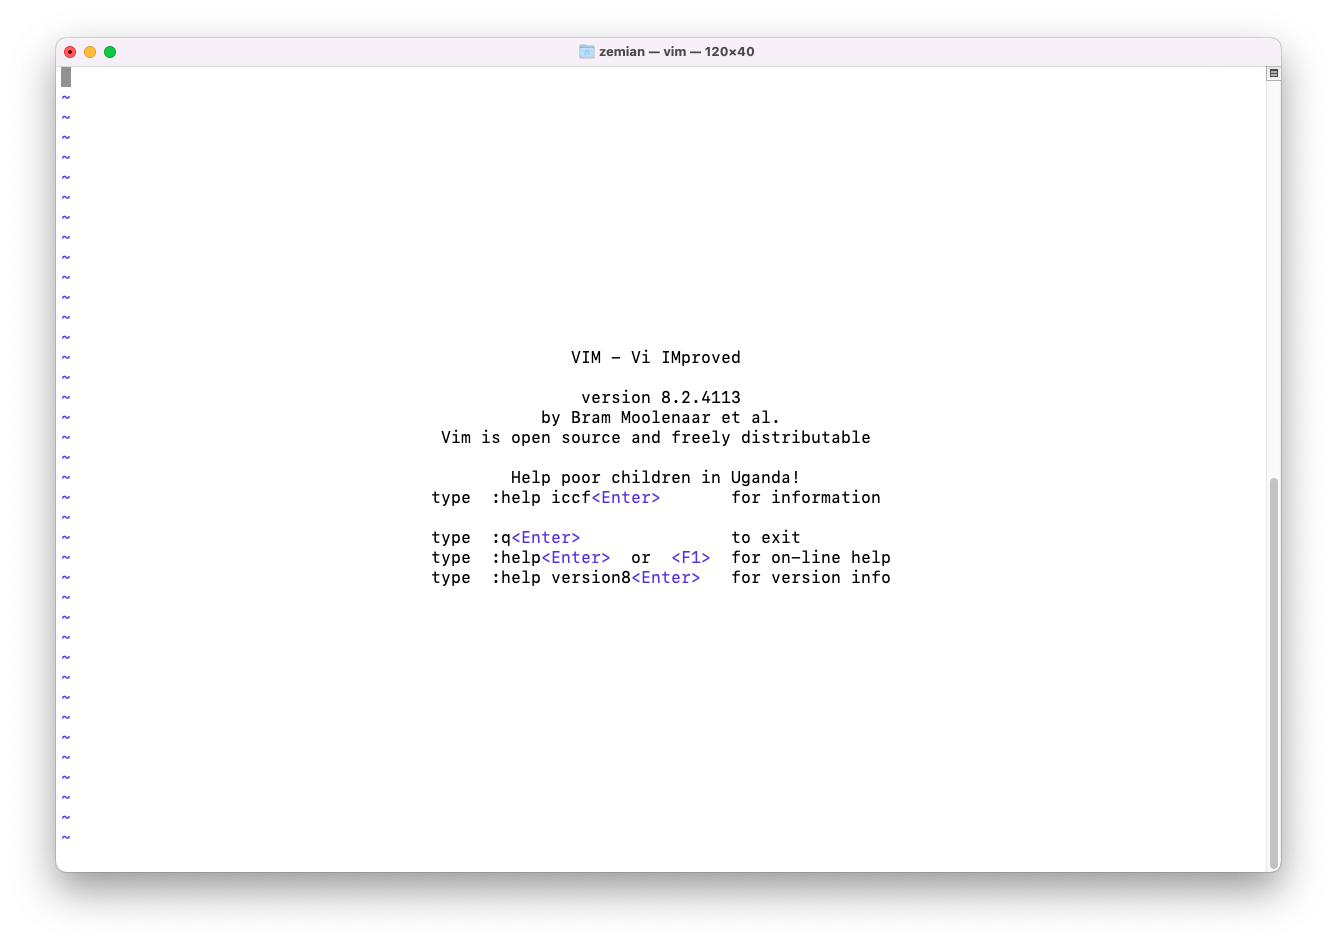 zemian — vim — 120×40
~
~
~
~
~
~
~
~
~
~
~
~
~
~ VIM - Vi IMproved
~
~ version 8.2.4113
~ by Bram Moolenaar et al.
~ Vim is open source and freely distributable
~
~ Help poor children in Uganda!
~ type :help iccf<Enter> for information
~
~ type :q<Enter> to exit
~ type :help<Enter> or <F1> for on-line help
~ type :help version8<Enter> for version info
~
~
~
~
~
~
~
~
~
~
~
~
~